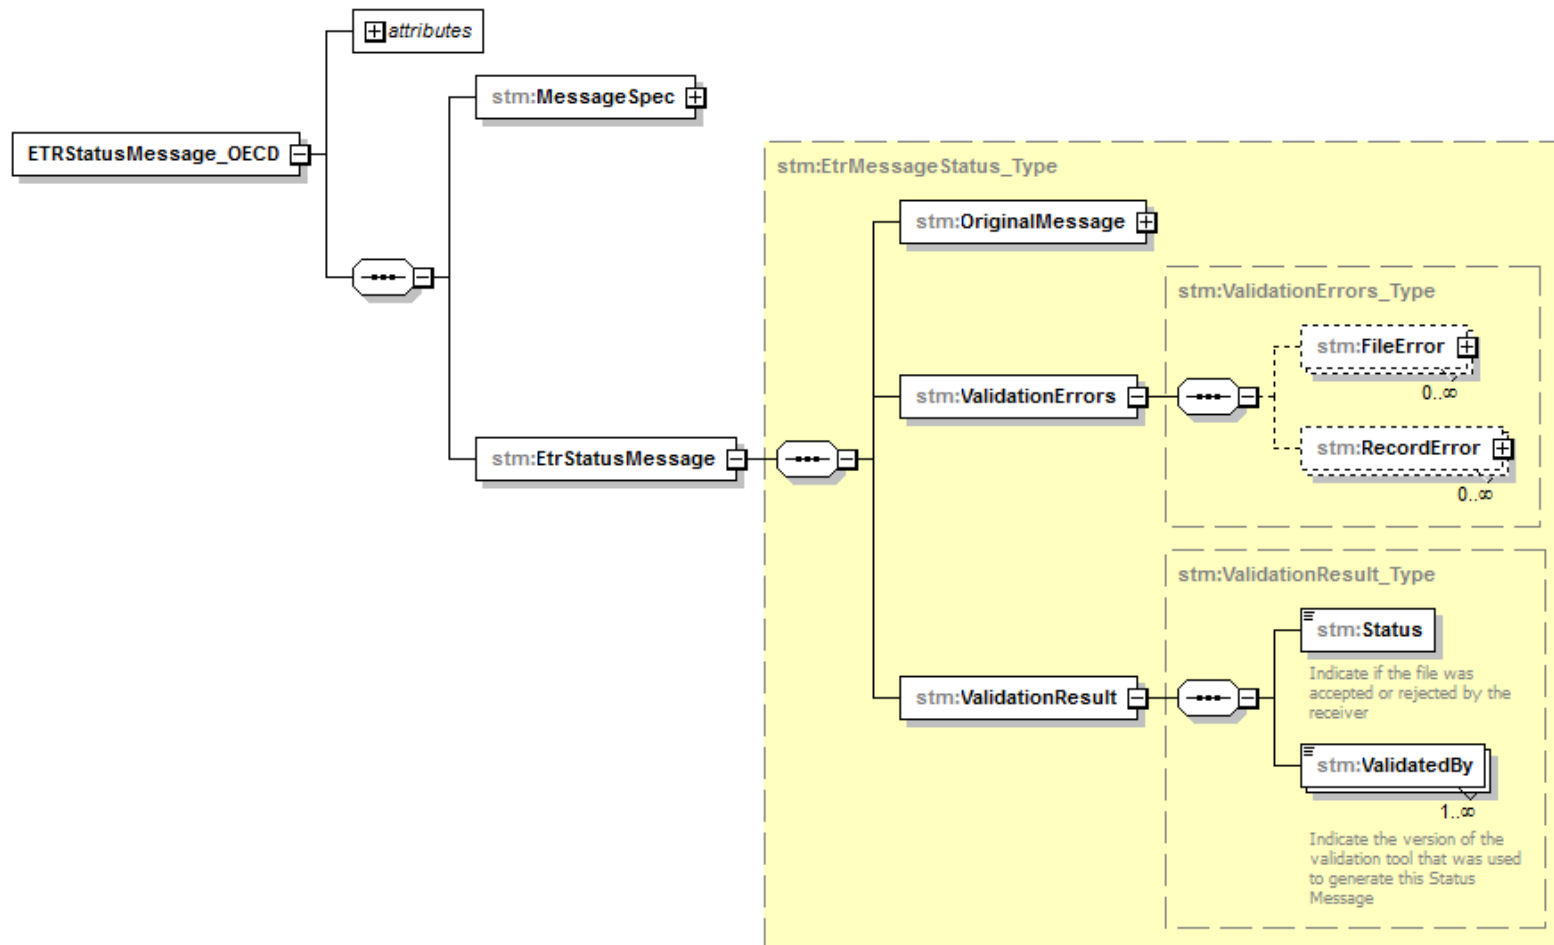 attributes
stm:MessageSpec
ETRStatusMessage_OECD
stm:EtrMessageStatus_Type
stm:OriginalMessage
stm:ValidationErrors_Type
stm:FileError
0..∞
stm:ValidationErrors
stm:RecordError
0..∞
stm:EtrStatusMessage
stm:ValidationResult_Type
stm:Status
Indicate if the file was
accepted or rejected by the
receiver
stm:ValidationResult
stm:ValidatedBy
1..∞
Indicate the version of the
validation tool that was used
to generate this Status
Message